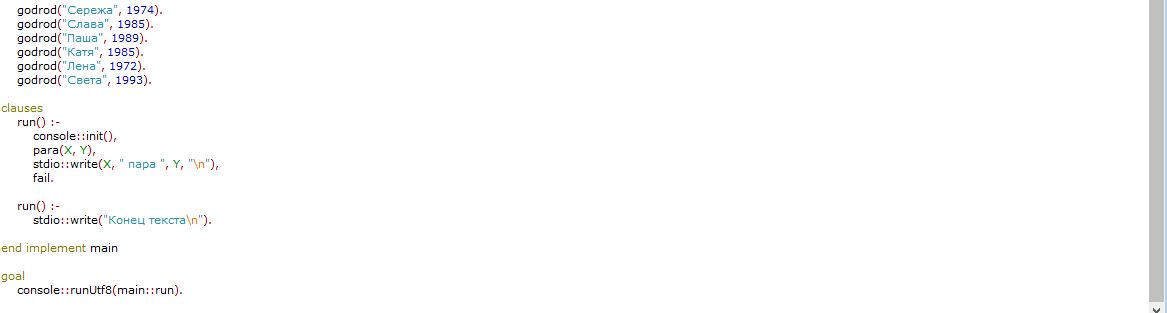 godrod("Сережа", 1974).
godrod("Слава", 1985).
godrod("Паша", 1989).
godrod("Катя", 1985).
godrod("Лена", 1972).
godrod("Света", 1993).
clauses
run() :-
console::init(),
para(X, Y),
stdio::write(X, " пара ", Y, "\n"),
fail.
run() :-
stdio::write("Конец текста\n").
end implement main
goal
console::runUtf8(main::run).